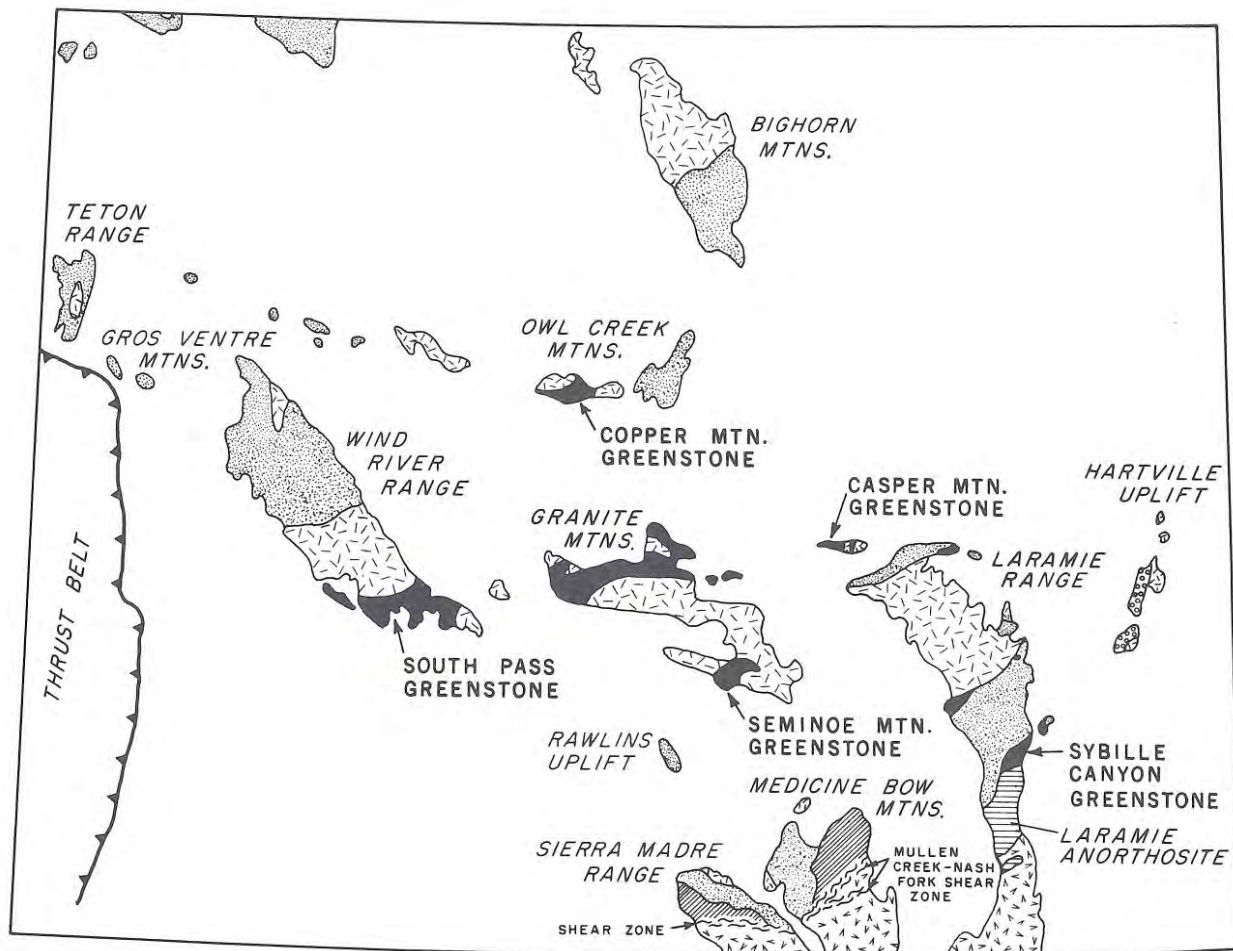 BIGHORN
MTNS.
TETON
RANGE
GROS VENTRE
MTNS.
OWL CREEK
MTNS.
COPPER MTN.
GREENSTONE
WIND
RIVER
RANGE
CASPER MTN.
GREENSTONE
HARTVILLE
UPLIFT
GRANITE
MTNS.
LARAMIE
RANGE
THRUST BELT
SOUTH PASS
GREENSTONE
SEMINOE MTN.
GREENSTONE
RAWLINS
UPLIFT
SYBILLE
CANYON
GREENSTONE
MEDICINE BOW
MTNS.
LARAMIE
ANORTHOSITE
SIERRA MADRE
RANGE
MULLEN
CREEK-NASH
FORK SHEAR
ZONE
SHEAR ZONE